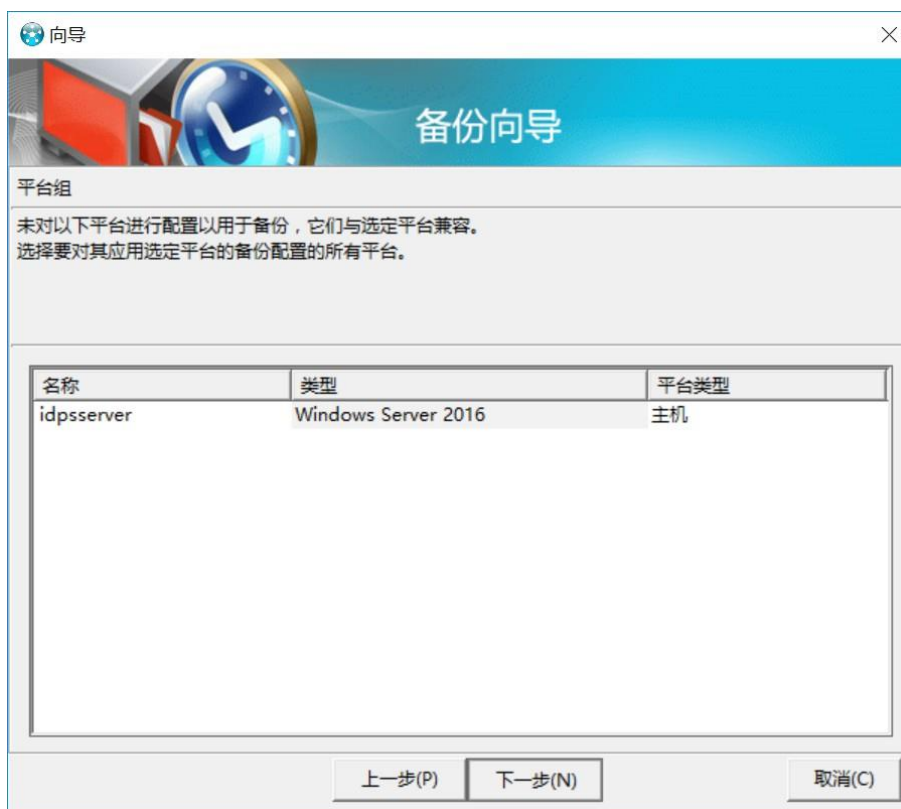 向导
备份向导
平台组
未对以下平台进行配置以用于备份，它们与选定平台兼容。
选择要对其应用选定平台的备份配置的所有平台。
名称 类型 平台类型
idpsserver Windows Server 2016 主机
上一步(P) 下一步(N) 取消(C)